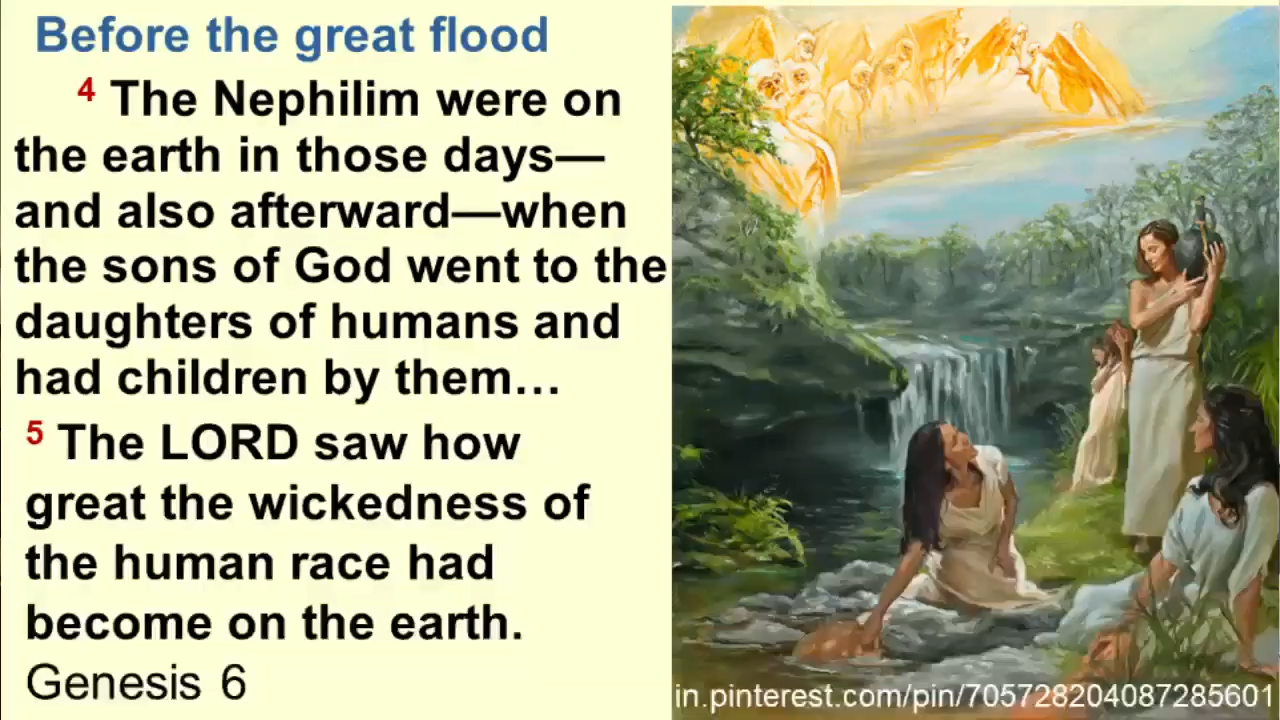 Before the great flood
4 The Nephilim were on
the earth in those days—
and also afterward—when
the sons of God went to the
daughters of humans and
had children by them…
5 The LORD saw how
great the wickedness of
the human race had
become on the earth.
Genesis 6
in.pinterest.com/pin/705728204087285601